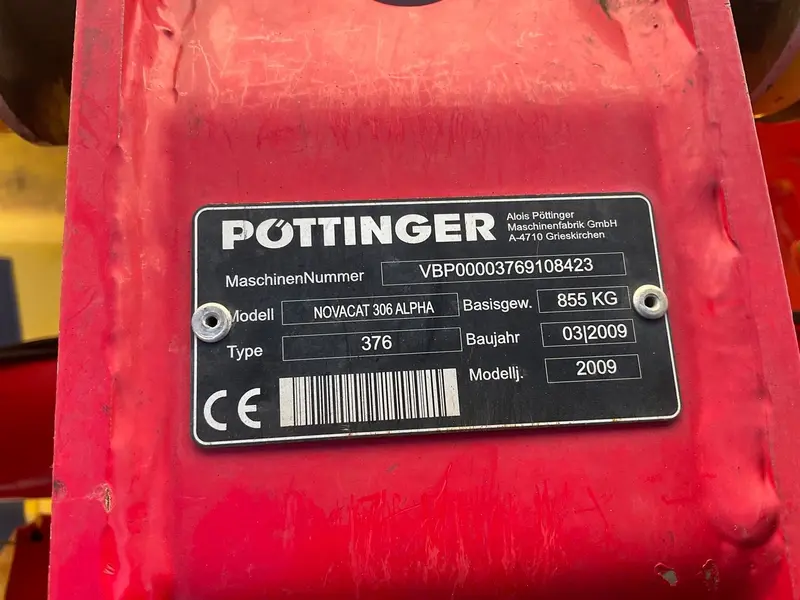 PÖTTINGER
Alois Pöttinger
Maschinenfabrik GmbH
A-4710 Grieskirchen
MaschinenNummer VBP00003769108423
Modell NOVACAT 306 ALPHA Basisgew. 855 KG
Type 376 Baujahr 03|2009
Modellj. 2009
CE